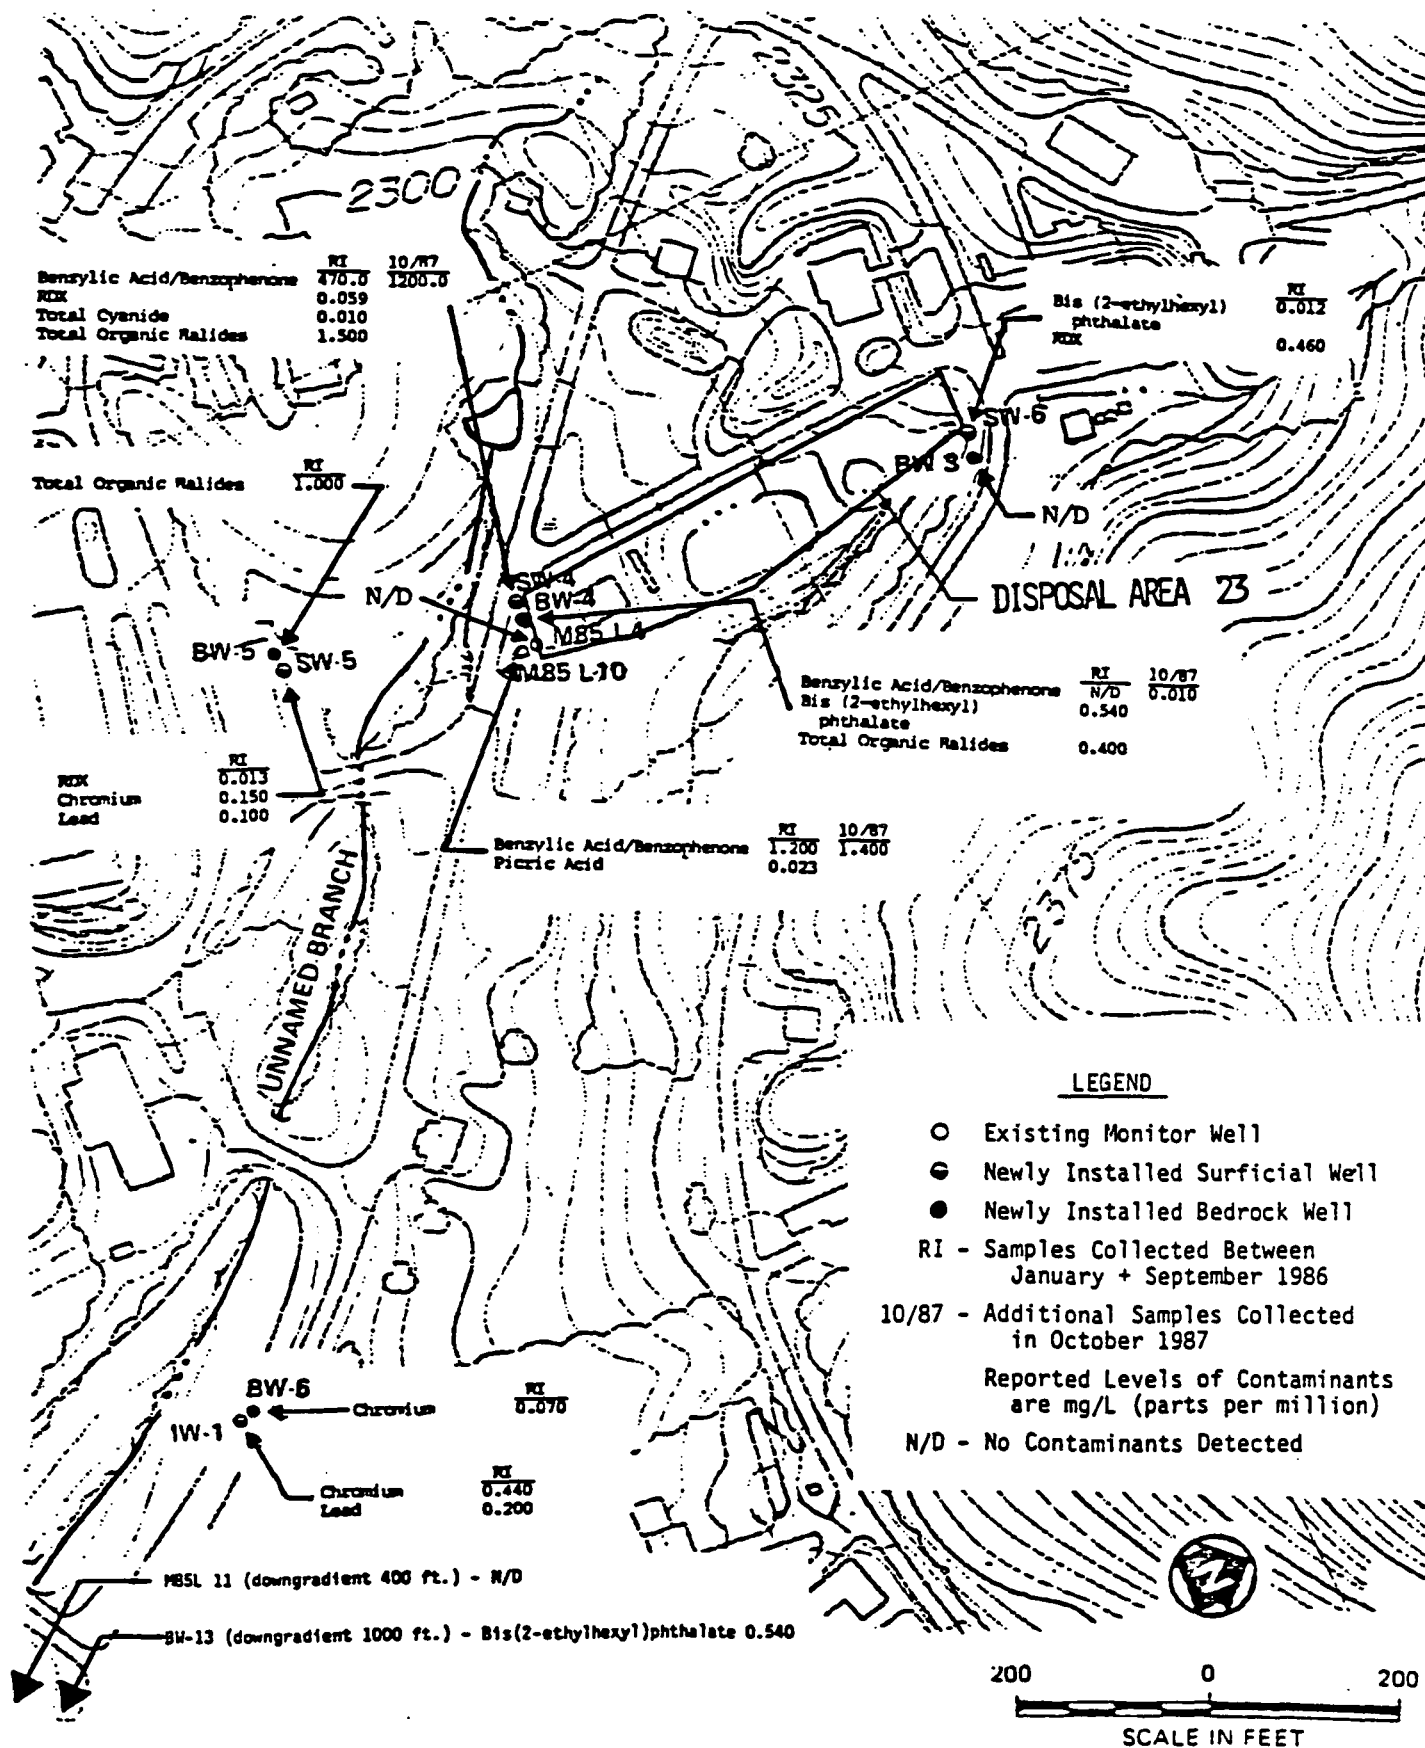 2325
2300
RI 10/87
Benzylic Acid/Benzophenone 470.0 1200.0
RDX 0.059
Total Cyanide 0.010
Total Organic Halides 1.500
RI
Bis (2-ethylhexyl) 0.012
phthalate
RDX 0.460
SW-6
BW 3
N/D
RI
Total Organic Halides 1.000
DISPOSAL AREA 23
SW-4
BW-4
N/D
M85 L4
M85 L-10
BW-5
SW-5
RI 10/87
Benzylic Acid/Benzophenone N/D 0.010
Bis (2-ethylhexyl) 0.540
phthalate
Total Organic Halides 0.400
RI
RDX 0.013
Chromium 0.150
Lead 0.100
RI 10/87
Benzylic Acid/Benzophenone 1.200 1.400
Picric Acid 0.023
2375
UNNAMED BRANCH
LEGEND
Existing Monitor Well
Newly Installed Surficial Well
Newly Installed Bedrock Well
RI - Samples Collected Between
January + September 1986
10/87 - Additional Samples Collected
in October 1987
Reported Levels of Contaminants
are mg/L (parts per million)
N/D - No Contaminants Detected
BW-6
RI
Chromium 0.070
IW-1
RI
Chromium 0.440
Lead 0.200
M85L 11 (downgradient 400 ft.) - N/D
BW-13 (downgradient 1000 ft.) - Bis(2-ethylhexyl)phthalate 0.540
N
200 0 200
SCALE IN FEET